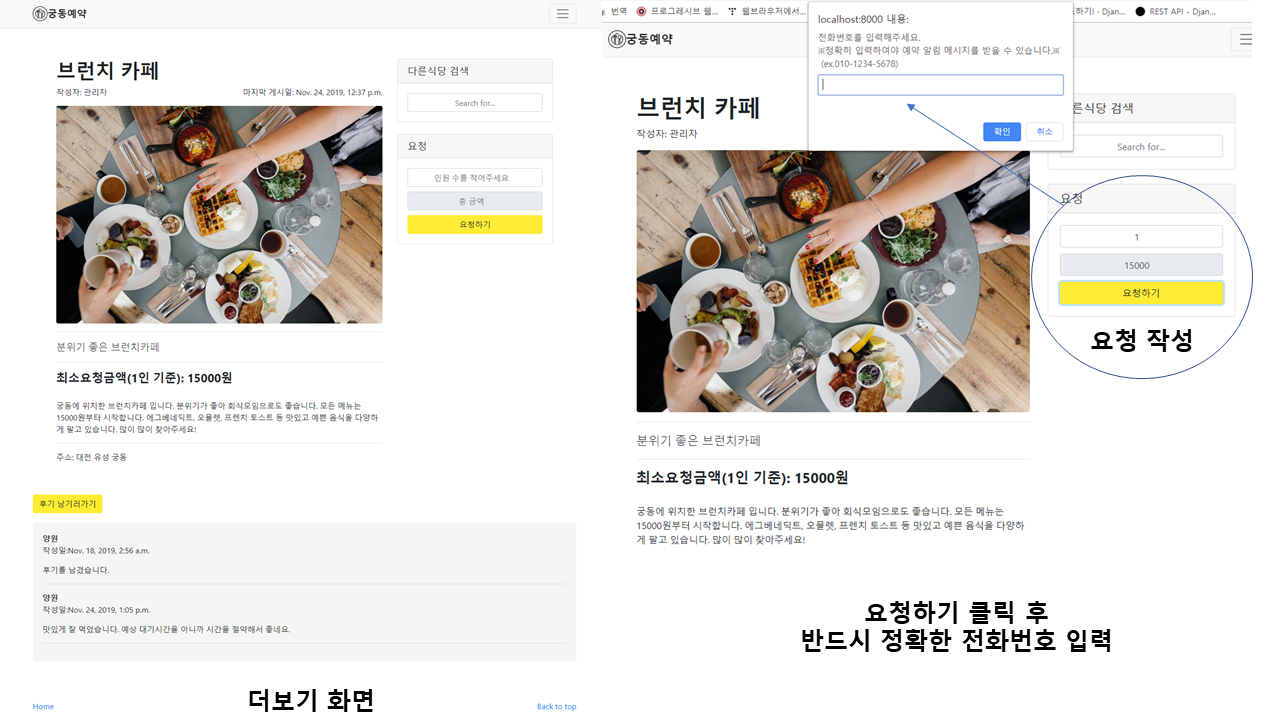 궁동예약
브런치 카페
작성자: 관리자
마지막 게시일: Nov. 24, 2019, 12:37 p.m.
분위기 좋은 브런치카페
최소요청금액(1인 기준): 15000원
궁동에 위치한 브런치카페 입니다. 분위기가 좋아 회식모임으로도 좋습니다. 모든 메뉴는
15000원부터 시작합니다. 에그베네딕트, 오믈렛, 프렌치 토스트 등 맛있고 예쁜 음식을 다양하
게 팔고 있습니다. 많이 많이 찾아주세요!
주소: 대전 유성 궁동
다른식당 검색
Search for...
요청
인원 수를 적어주세요
총 금액
요청하기
후기 남기러가기
양원
작성일:Nov. 18, 2019, 2:56 a.m.
후기를 남겼습니다.
양원
작성일:Nov. 24, 2019, 1:05 p.m.
맛있게 잘 먹었습니다. 예상 대기시간을 아니까 시간을 절약해서 좋네요.
Home
더보기 화면
Back to top
번역
프로그레시브 웹...
웹브라우저에서...
하기! · Djan...
REST API - Djan...
localhost:8000 내용:
전화번호를 입력해주세요.
※정확히 입력하여야 예약 알림 메시지를 받을 수 있습니다.※
(ex.010-1234-5678)
확인
취소
궁동예약
브런치 카페
작성자: 관리자
분위기 좋은 브런치카페
최소요청금액(1인 기준): 15000원
궁동에 위치한 브런치카페 입니다. 분위기가 좋아 회식모임으로도 좋습니다. 모든 메뉴는
15000원부터 시작합니다. 에그베네딕트, 오믈렛, 프렌치 토스트 등 맛있고 예쁜 음식을 다양하
게 팔고 있습니다. 많이 많이 찾아주세요!
른식당 검색
Search for...
요청
1
15000
요청하기
요청 작성
요청하기 클릭 후
반드시 정확한 전화번호 입력